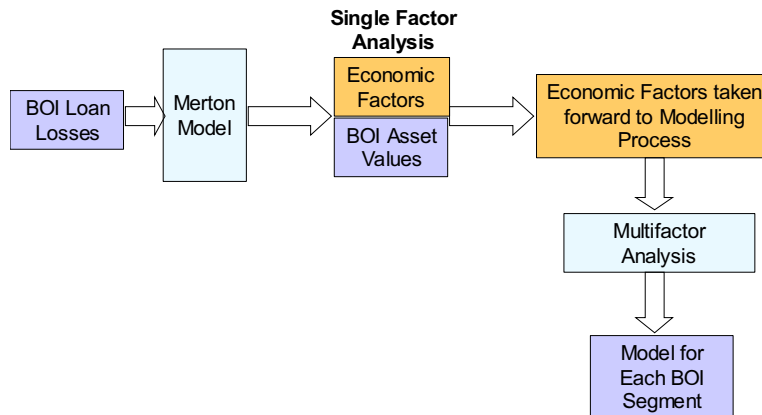 Single Factor
Analysis
BOI Loan
Losses
Merton
Model
Economic
Factors
BOI Asset
Values
Economic Factors taken
forward to Modelling
Process
Multifactor
Analysis
Model for
Each BOI
Segment